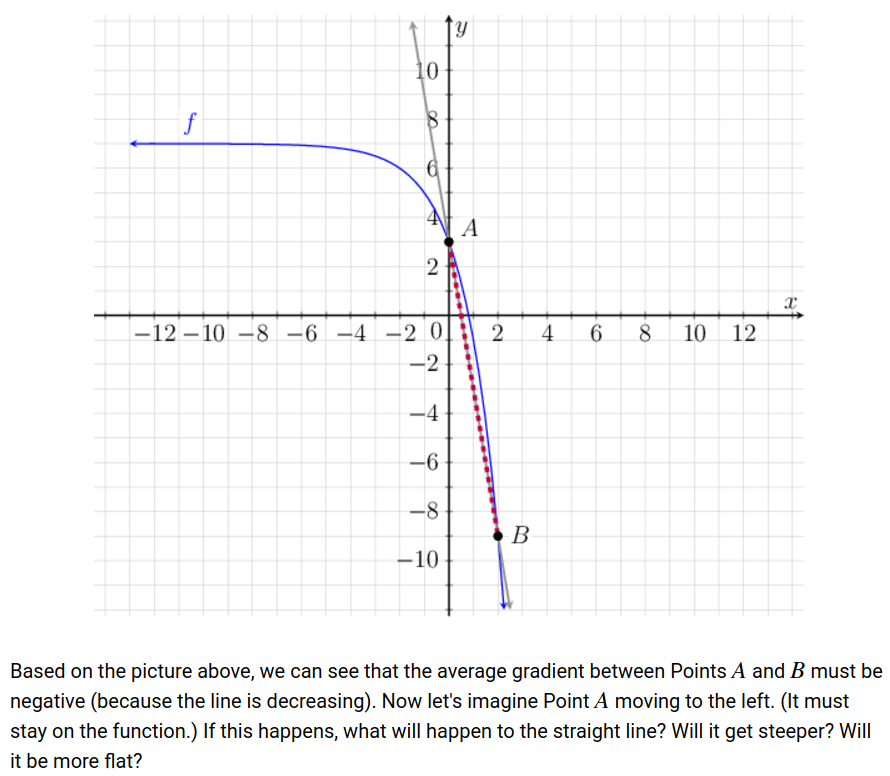 y
10
f
8
6
4
A
2
x
−12 −10 −8 −6 −4 −2 0 2 4 6 8 10 12
−2
−4
−6
−8
B
−10
Based on the picture above, we can see that the average gradient between Points A and B must be
negative (because the line is decreasing). Now let's imagine Point A moving to the left. (It must
stay on the function.) If this happens, what will happen to the straight line? Will it get steeper? Will
it be more flat?